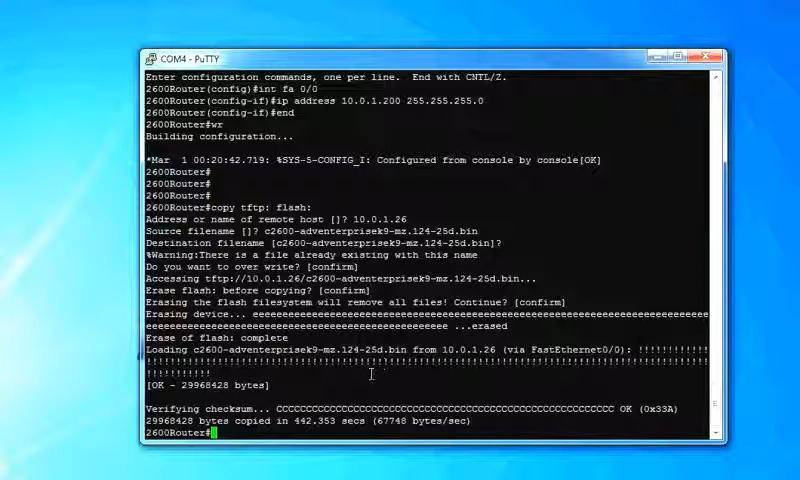 COM4 - PuTTY
Enter configuration commands, one per line.  End with CNTL/Z.
2600Router(config)#int fa 0/0
2600Router(config-if)#ip address 10.0.1.200 255.255.255.0
2600Router(config-if)#end
2600Router#wr
Building configuration...
*Mar  1 00:20:42.719: %SYS-5-CONFIG_I: Configured from console by console[OK]
2600Router#
2600Router#
2600Router#
2600Router#copy tftp: flash:
Address or name of remote host []? 10.0.1.26
Source filename []? c2600-adventerprisek9-mz.124-25d.bin
Destination filename [c2600-adventerprisek9-mz.124-25d.bin]?
%Warning:There is a file already existing with this name
Do you want to over write? [confirm]
Accessing tftp://10.0.1.26/c2600-adventerprisek9-mz.124-25d.bin...
Erase flash: before copying? [confirm]
Erasing the flash filesystem will remove all files! Continue? [confirm]
Erasing device... eeeeeeeeeeeeeeeeeeeeeeeeeeeeeeeeeeeeeeeeeeeeeeeeeeeeeeeeeeeeeeeeeeeeeeeeeeee
eeeeeeeeeeeeeeeeeeeeeeeeeeeeeeeeeeeeeeeeeeeeeeeeeee ...erased
Erase of flash: complete
Loading c2600-adventerprisek9-mz.124-25d.bin from 10.0.1.26 (via FastEthernet0/0): !!!!!!!!!!!!
!!!!!!!!!!!!!!!!!!!!!!!!!!!!!!!!!!!!!!!!!!!!!!!!!!!!!!!!!!!!!!!!!!!!!!!!!!!!!!!!!!!!!!!!!!!!!!
!!!!!!!!!!!
[OK - 29968428 bytes]
Verifying checksum... CCCCCCCCCCCCCCCCCCCCCCCCCCCCCCCCCCCCCCCCCCCCCCCCCCCCCCCCC OK (0x33A)
29968428 bytes copied in 442.353 secs (67748 bytes/sec)
2600Router#